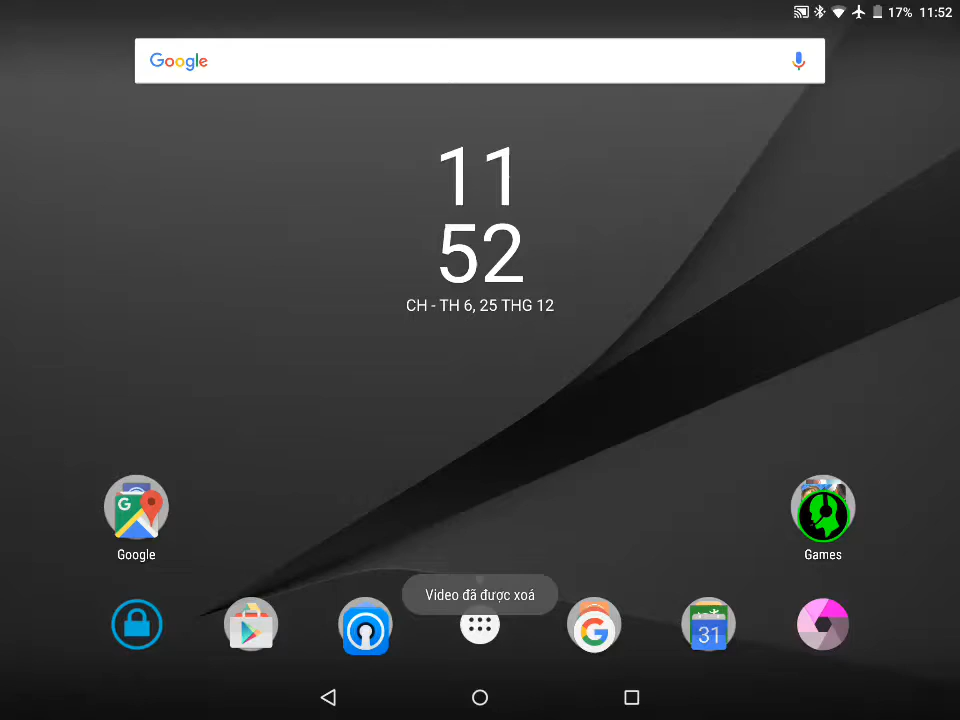 17% 11:52
Google
11
52
CH - TH 6, 25 THG 12
G
Google
Games
Video đã được xoá
G
31